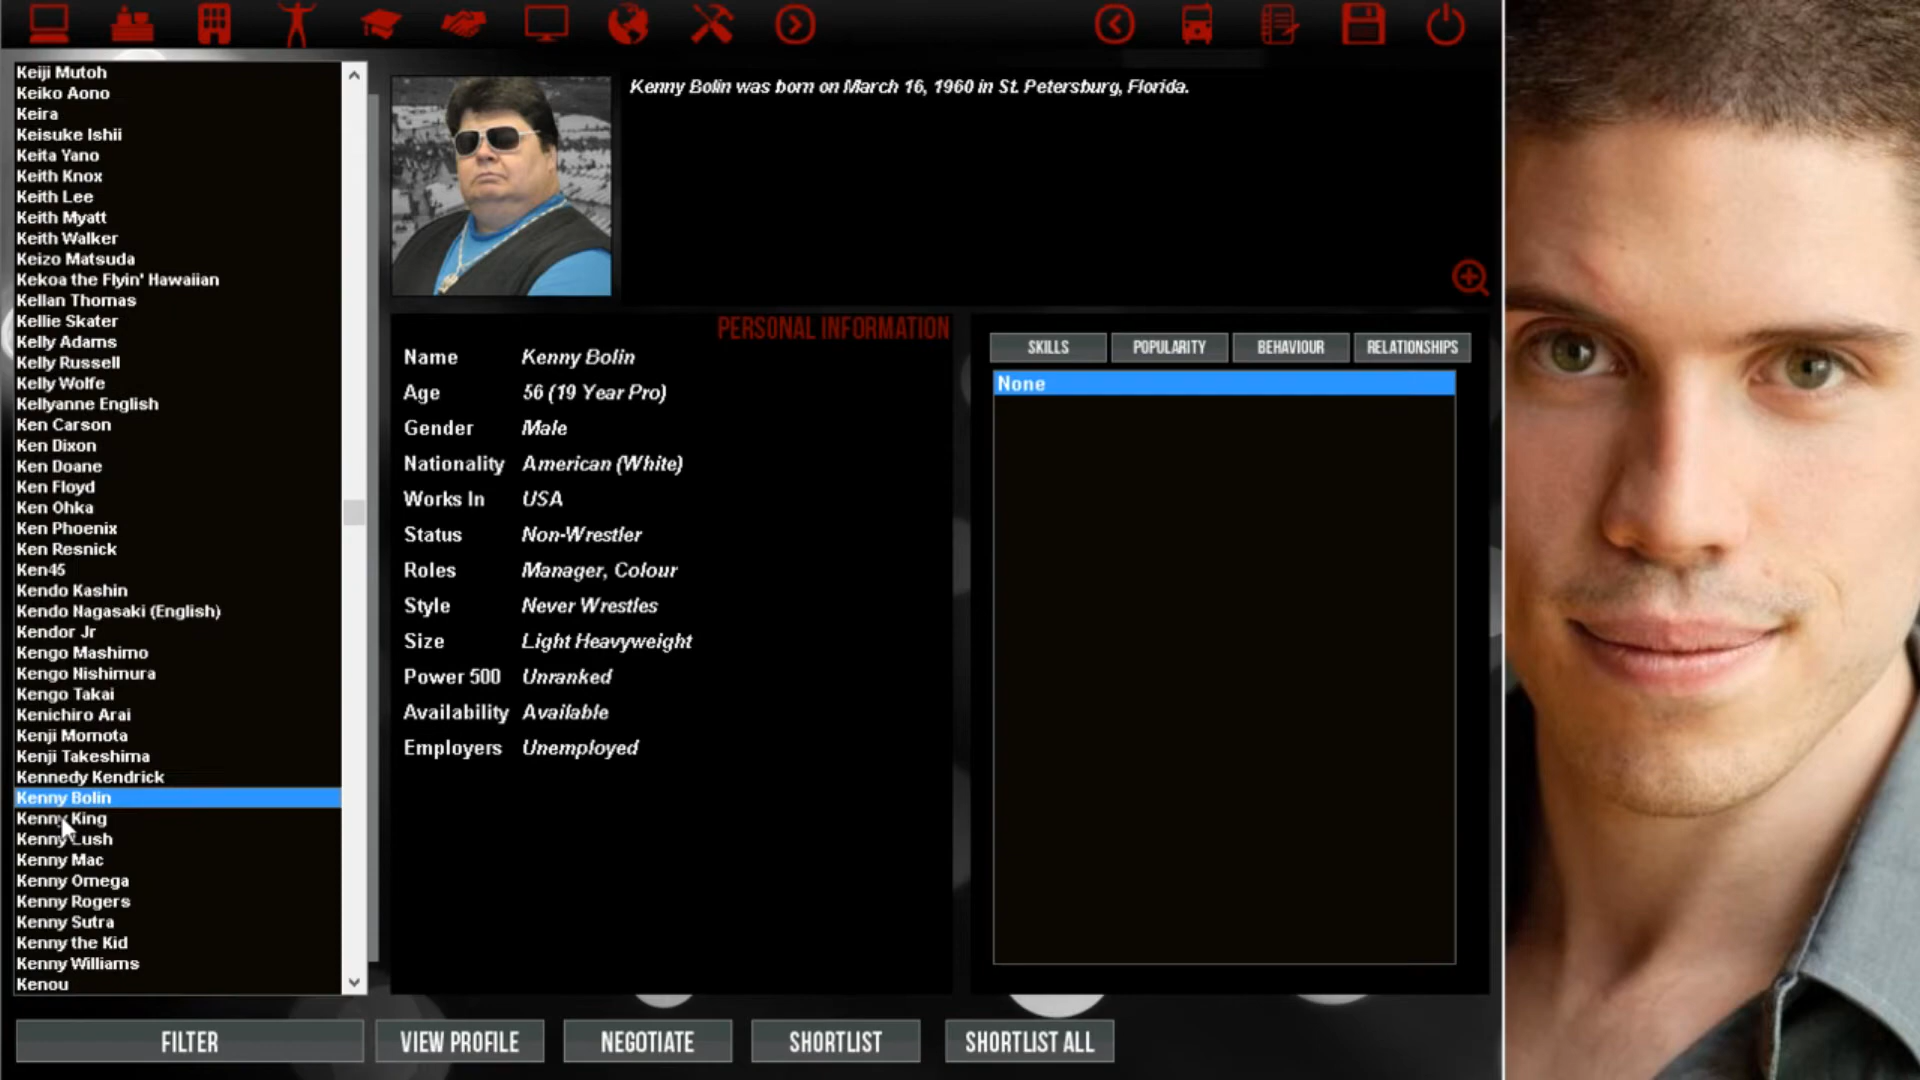 Keiji Mutoh
Keiko Aono
Keira
Keisuke Ishii
Keita Yano
Keith Knox
Keith Lee
Keith Myatt
Keith Walker
Keizo Matsuda
Kekoa the Flyin' Hawaiian
Kellan Thomas
Kellie Skater
Kelly Adams
Kelly Russell
Kelly Wolfe
Kellyanne English
Ken Carson
Ken Dixon
Ken Doane
Ken Floyd
Ken Ohka
Ken Phoenix
Ken Resnick
Ken45
Kendo Kashin
Kendo Nagasaki (English)
Kendor Jr
Kengo Mashimo
Kengo Nishimura
Kengo Takai
Kenichiro Arai
Kenji Momota
Kenji Takeshima
Kennedy Kendrick
Kenny Bolin
Kenny King
Kenny Lush
Kenny Mac
Kenny Omega
Kenny Rogers
Kenny Sutra
Kenny the Kid
Kenny Williams
Kenou
Kenny Bolin was born on March 16, 1960 in St. Petersburg, Florida.
PERSONAL INFORMATION
Name Kenny Bolin
Age 56 (19 Year Pro)
Gender Male
Nationality American (White)
Works In USA
Status Non-Wrestler
Roles Manager, Colour
Style Never Wrestles
Size Light Heavyweight
Power 500 Unranked
Availability Available
Employers Unemployed
SKILLS POPULARITY BEHAVIOUR RELATIONSHIPS
None
FILTER VIEW PROFILE NEGOTIATE SHORTLIST SHORTLIST ALL